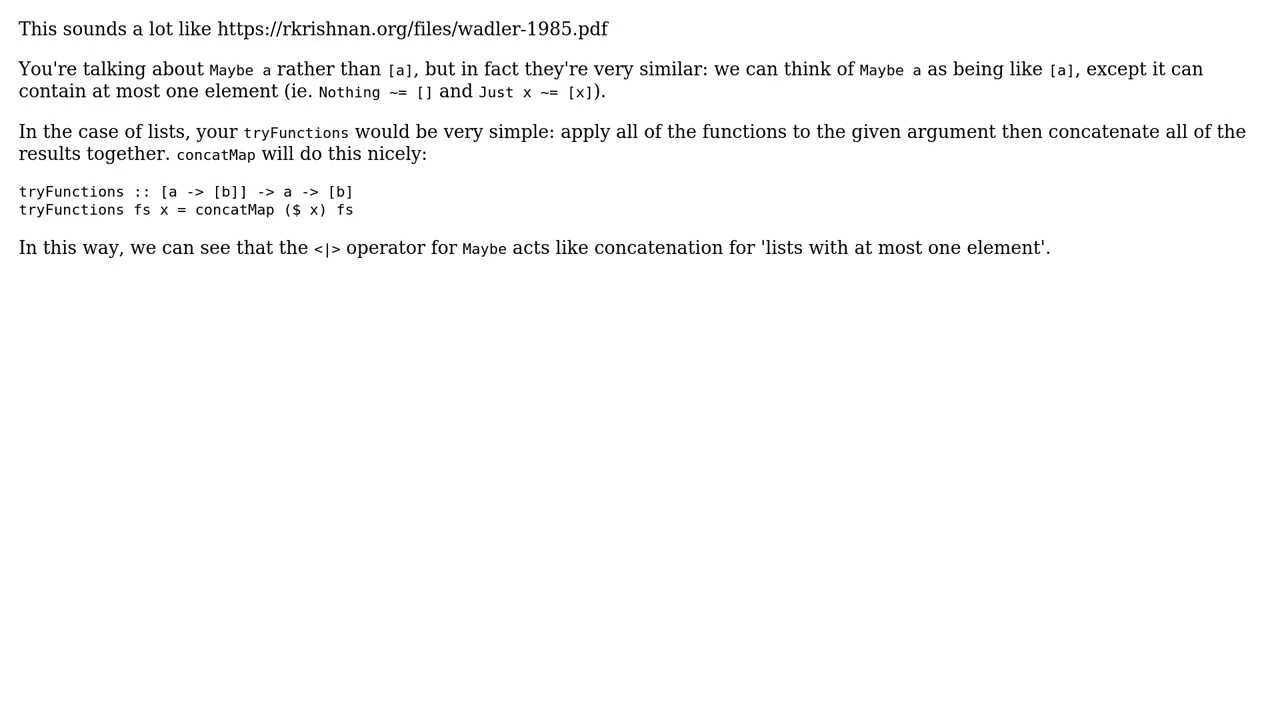 This sounds a lot like https://rkrishnan.org/files/wadler-1985.pdf
You're talking about Maybe a rather than [a], but in fact they're very similar: we can think of Maybe a as being like [a], except it can
contain at most one element (ie. Nothing ~= [] and Just x ~= [x]).
In the case of lists, your tryFunctions would be very simple: apply all of the functions to the given argument then concatenate all of the
results together. concatMap will do this nicely:
tryFunctions :: [a -> [b]] -> a -> [b]
tryFunctions fs x = concatMap ($ x) fs
In this way, we can see that the <|> operator for Maybe acts like concatenation for 'lists with at most one element'.